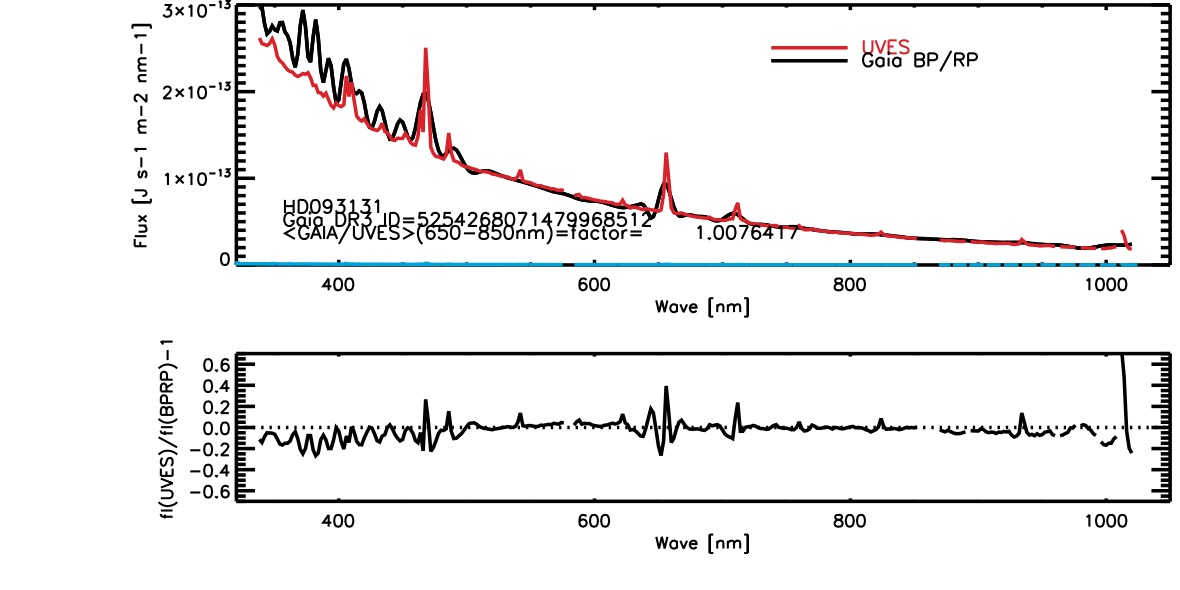 3×10−13
2×10−13
1×10−13
0
Flux [J s−1 m−2 nm−1]
UVES
Gaia BP/RP
HD093131
Gaia DR3 ID=5254268071479968512
<GAIA/UVES>(650−850nm)=factor= 1.0076417
400 600 800 1000
Wave [nm]
fl(UVES)/fl(BPRP)−1
0.6
0.4
0.2
0.0
−0.2
−0.4
−0.6
400 600 800 1000
Wave [nm]